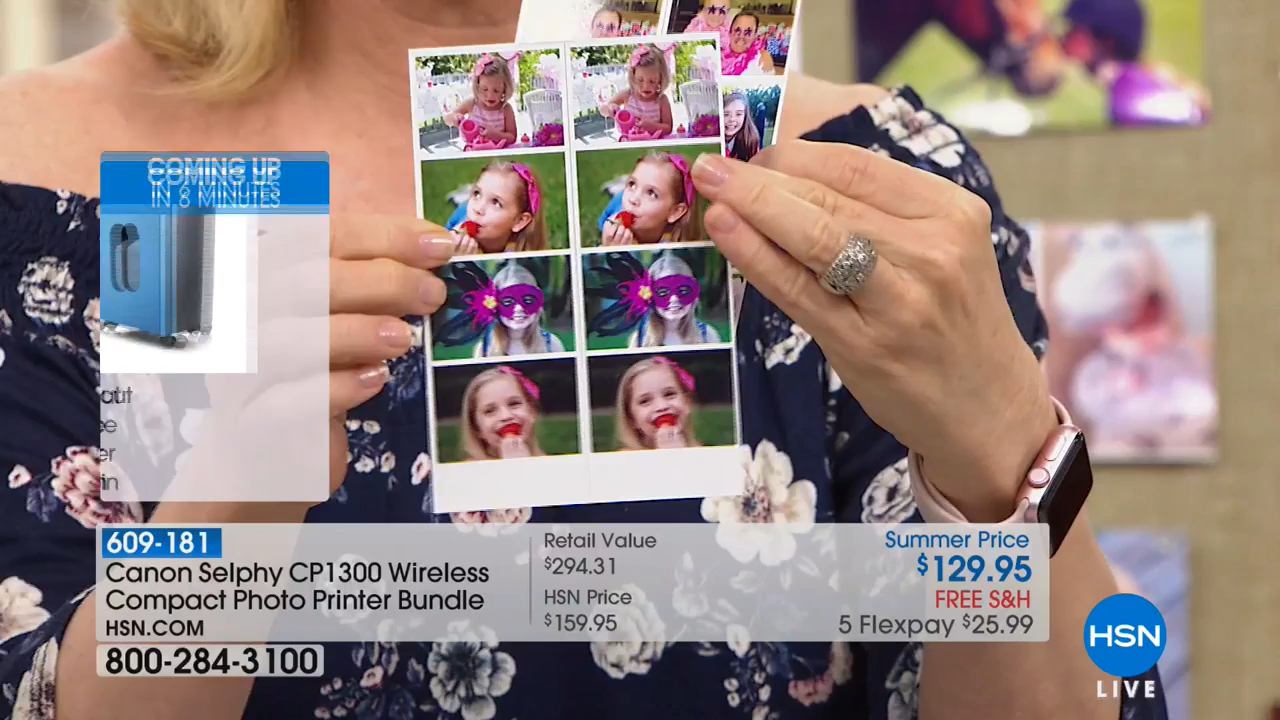 COMING UP
IN 6 MINUTES
609-181
Canon Selphy CP1300 Wireless
Compact Photo Printer Bundle
HSN.COM
800-284-3100
Retail Value
$294.31
HSN Price
$159.95
Summer Price
$129.95
FREE S&H
5 Flexpay $25.99
HSN
LIVE